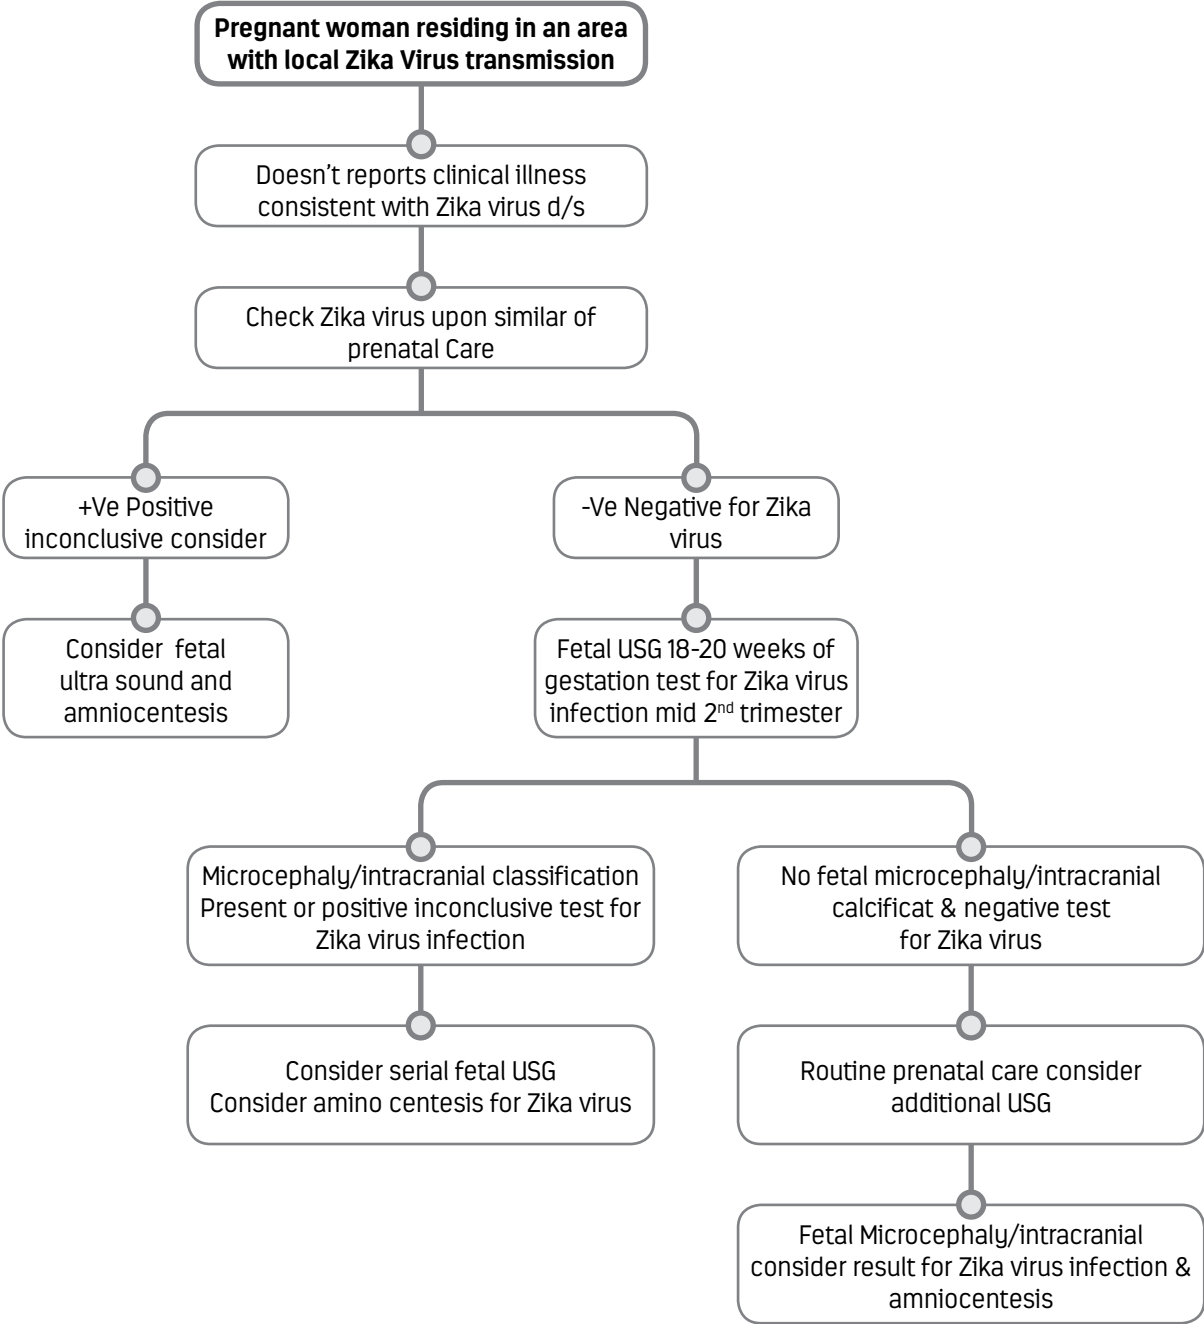 Pregnant woman residing in an area
with local Zika Virus transmission
Doesn't reports clinical illness
consistent with Zika virus d/s
Check Zika virus upon similar of
prenatal Care
+Ve Positive
inconclusive consider
-Ve Negative for Zika
virus
Consider fetal
ultra sound and
amniocentesis
Fetal USG 18-20 weeks of
gestation test for Zika virus
infection mid 2nd trimester
Microcephaly/intracranial classification
Present or positive inconclusive test for
Zika virus infection
No fetal microcephaly/intracranial
calcificat & negative test
for Zika virus
Consider serial fetal USG
Consider amino centesis for Zika virus
Routine prenatal care consider
additional USG
Fetal Microcephaly/intracranial
consider result for Zika virus infection &
amniocentesis